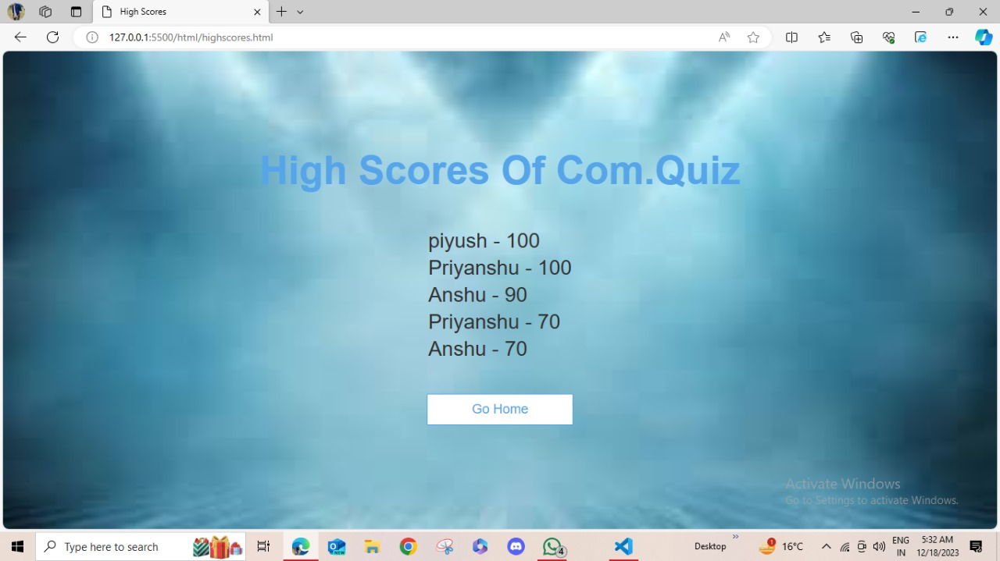 High Scores
127.0.0.1:5500/html/highscores.html
High Scores Of Com.Quiz
piyush - 100
Priyanshu - 100
Anshu - 90
Priyanshu - 70
Anshu - 70
Go Home
Activate Windows
Go to Settings to activate Windows.
Type here to search
NEW
4
Desktop
1
16°C
ENG
IN
5:32 AM
12/18/2023